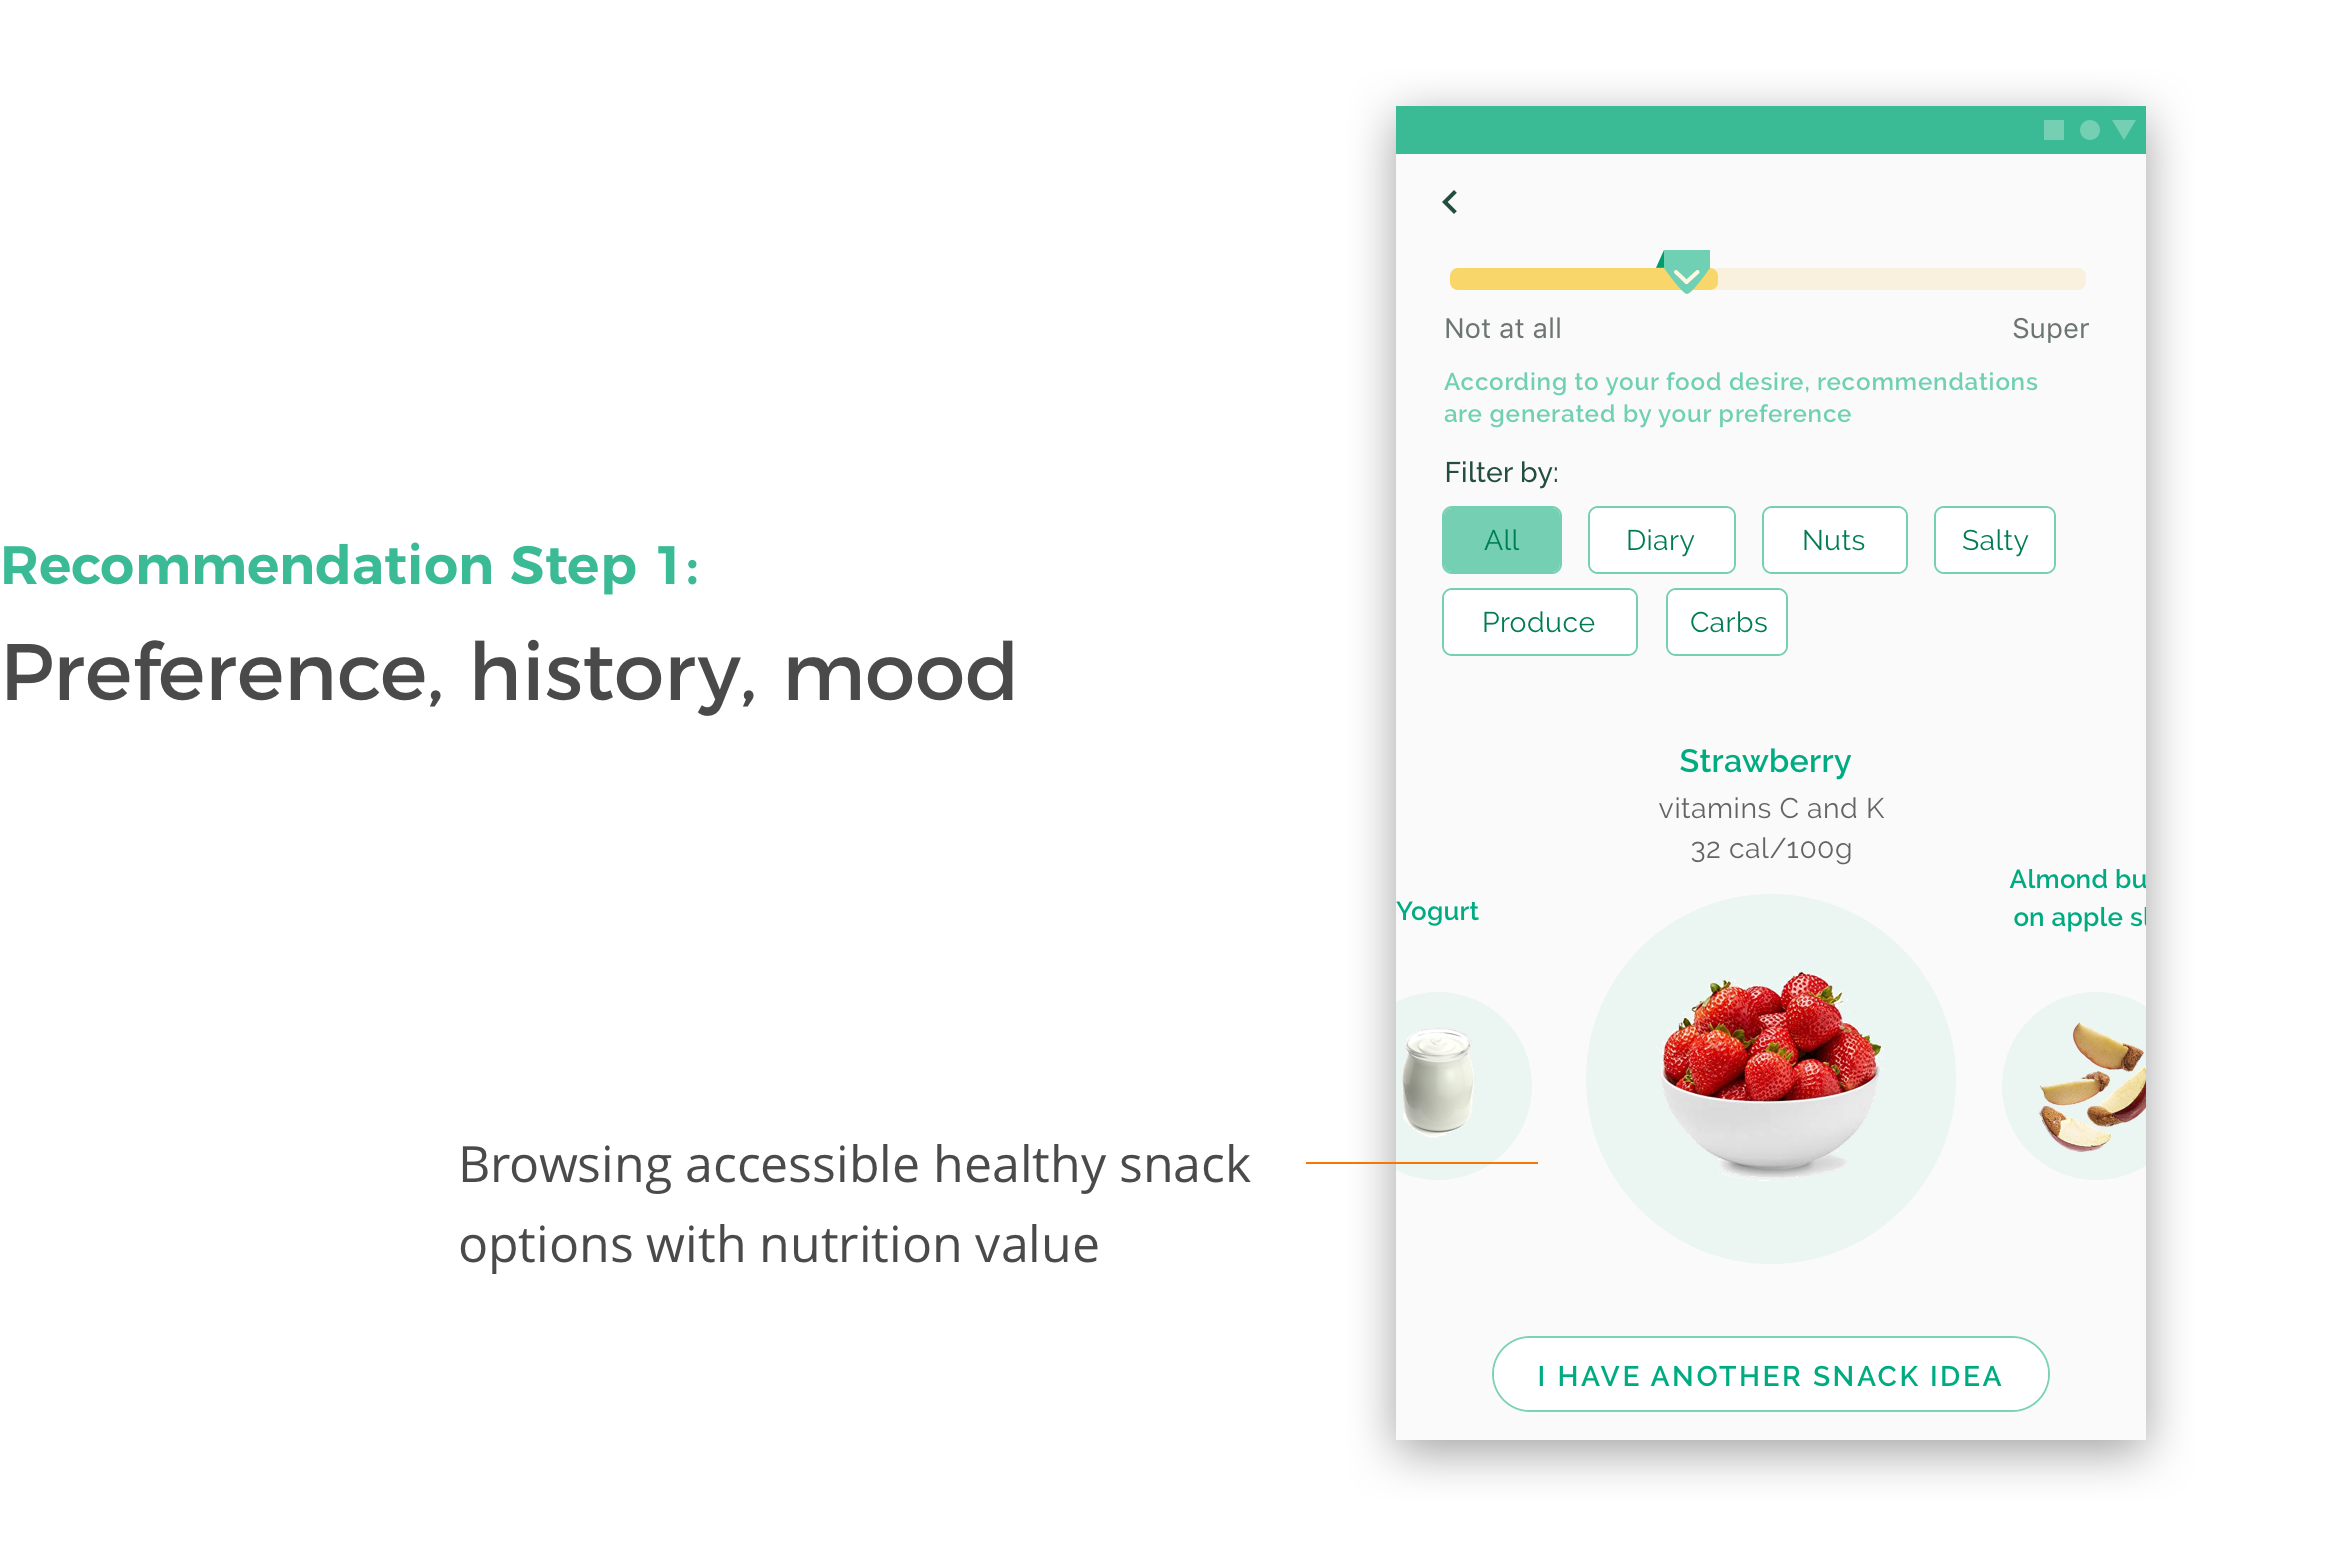 Recommendation Step 1:
Preference, history, mood
Browsing accessible healthy snack
options with nutrition value
Not at all
Super
According to your food desire, recommendations
are generated by your preference
Filter by:
All
Diary
Nuts
Salty
Produce
Carbs
Strawberry
vitamins C and K
32 cal/100g
Yogurt
Almond bu
on apple sl
I HAVE ANOTHER SNACK IDEA